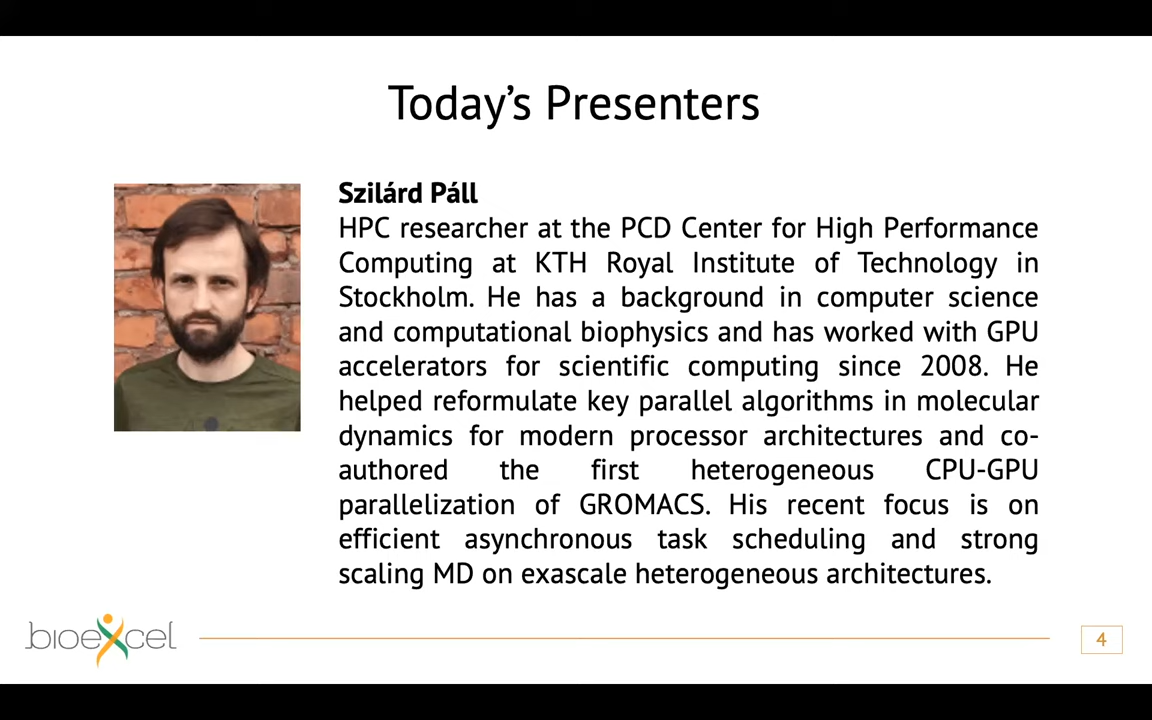 Today's Presenters
Szilárd Páll
HPC researcher at the PCD Center for High Performance
Computing at KTH Royal Institute of Technology in
Stockholm. He has a background in computer science
and computational biophysics and has worked with GPU
accelerators for scientific computing since 2008. He
helped reformulate key parallel algorithms in molecular
dynamics for modern processor architectures and co-
authored the first heterogeneous CPU-GPU
parallelization of GROMACS. His recent focus is on
efficient asynchronous task scheduling and strong
scaling MD on exascale heterogeneous architectures.
bioexcel
4